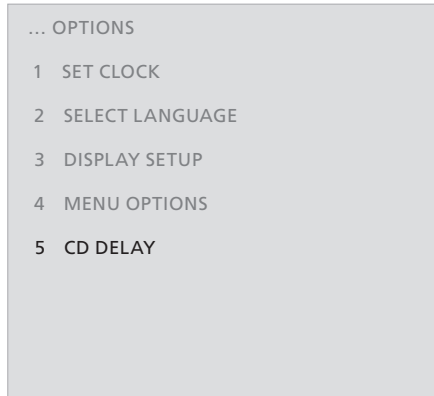 ... OPTIONS
1 SET CLOCK
2 SELECT LANGUAGE
3 DISPLAY SETUP
4 MENU OPTIONS
5 CD DELAY